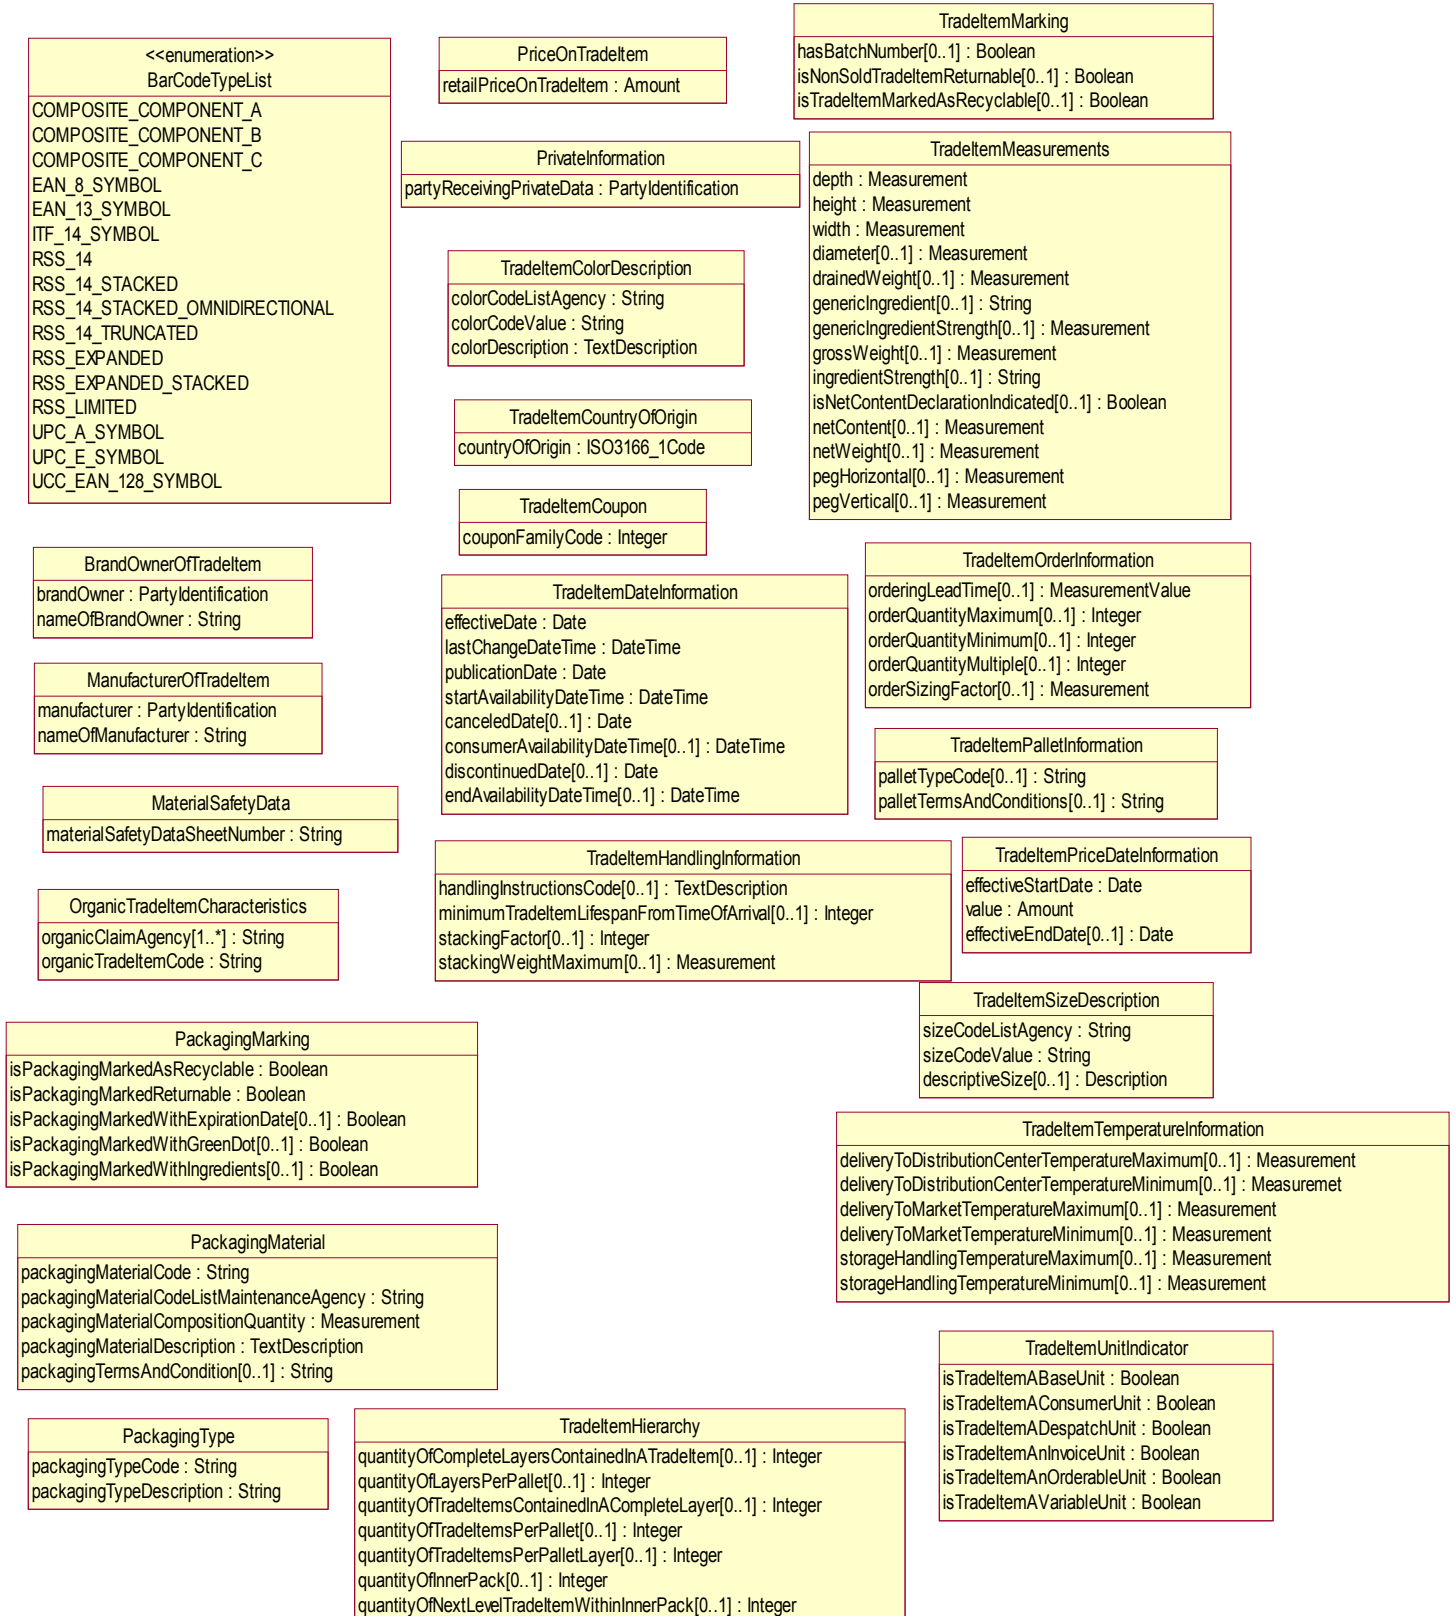 <<enumeration>>
BarCodeTypeList
COMPOSITE_COMPONENT_A
COMPOSITE_COMPONENT_B
COMPOSITE_COMPONENT_C
EAN_8_SYMBOL
EAN_13_SYMBOL
ITF_14_SYMBOL
RSS_14
RSS_14_STACKED
RSS_14_STACKED_OMNIDIRECTIONAL
RSS_14_TRUNCATED
RSS_EXPANDED
RSS_EXPANDED_STACKED
RSS_LIMITED
UPC_A_SYMBOL
UPC_E_SYMBOL
UCC_EAN_128_SYMBOL
BrandOwnerOfTradeItem
brandOwner : PartyIdentification
nameOfBrandOwner : String
ManufacturerOfTradeItem
manufacturer : PartyIdentification
nameOfManufacturer : String
MaterialSafetyData
materialSafetyDataSheetNumber : String
OrganicTradeItemCharacteristics
organicClaimAgency[1..*] : String
organicTradeItemCode : String
PackagingMarking
isPackagingMarkedAsRecyclable : Boolean
isPackagingMarkedReturnable : Boolean
isPackagingMarkedWithExpirationDate[0..1] : Boolean
isPackagingMarkedWithGreenDot[0..1] : Boolean
isPackagingMarkedWithIngredients[0..1] : Boolean
PackagingMaterial
packagingMaterialCode : String
packagingMaterialCodeListMaintenanceAgency : String
packagingMaterialCompositionQuantity : Measurement
packagingMaterialDescription : TextDescription
packagingTermsAndCondition[0..1] : String
PackagingType
packagingTypeCode : String
packagingTypeDescription : String
PriceOnTradeItem
retailPriceOnTradeItem : Amount
PrivateInformation
partyReceivingPrivateData : PartyIdentification
TradeItemColorDescription
colorCodeListAgency : String
colorCodeValue : String
colorDescription : TextDescription
TradeItemCountryOfOrigin
countryOfOrigin : ISO3166_1Code
TradeItemCoupon
couponFamilyCode : Integer
TradeItemDateInformation
effectiveDate : Date
lastChangeDateTime : DateTime
publicationDate : Date
startAvailabilityDateTime : DateTime
canceledDate[0..1] : Date
consumerAvailabilityDateTime[0..1] : DateTime
discontinuedDate[0..1] : Date
endAvailabilityDateTime[0..1] : DateTime
TradeItemHandlingInformation
handlingInstructionsCode[0..1] : TextDescription
minimumTradeItemLifespanFromTimeOfArrival[0..1] : Integer
stackingFactor[0..1] : Integer
stackingWeightMaximum[0..1] : Measurement
TradeItemHierarchy
quantityOfCompleteLayersContainedInATradeItem[0..1] : Integer
quantityOfLayersPerPallet[0..1] : Integer
quantityOfTradeItemsContainedInACompleteLayer[0..1] : Integer
quantityOfTradeItemsPerPallet[0..1] : Integer
quantityOfTradeItemsPerPalletLayer[0..1] : Integer
quantityOfInnerPack[0..1] : Integer
quantityOfNextLevelTradeItemWithinInnerPack[0..1] : Integer
TradeItemMarking
hasBatchNumber[0..1] : Boolean
isNonSoldTradeItemReturnable[0..1] : Boolean
isTradeItemMarkedAsRecyclable[0..1] : Boolean
TradeItemMeasurements
depth : Measurement
height : Measurement
width : Measurement
diameter[0..1] : Measurement
drainedWeight[0..1] : Measurement
genericIngredient[0..1] : String
genericIngredientStrength[0..1] : Measurement
grossWeight[0..1] : Measurement
ingredientStrength[0..1] : String
isNetContentDeclarationIndicated[0..1] : Boolean
netContent[0..1] : Measurement
netWeight[0..1] : Measurement
pegHorizontal[0..1] : Measurement
pegVertical[0..1] : Measurement
TradeItemOrderInformation
orderingLeadTime[0..1] : MeasurementValue
orderQuantityMaximum[0..1] : Integer
orderQuantityMinimum[0..1] : Integer
orderQuantityMultiple[0..1] : Integer
orderSizingFactor[0..1] : Measurement
TradeItemPalletInformation
palletTypeCode[0..1] : String
palletTermsAndConditions[0..1] : String
TradeItemPriceDateInformation
effectiveStartDate : Date
value : Amount
effectiveEndDate[0..1] : Date
TradeItemSizeDescription
sizeCodeListAgency : String
sizeCodeValue : String
descriptiveSize[0..1] : Description
TradeItemTemperatureInformation
deliveryToDistributionCenterTemperatureMaximum[0..1] : Measurement
deliveryToDistributionCenterTemperatureMinimum[0..1] : Measuremet
deliveryToMarketTemperatureMaximum[0..1] : Measurement
deliveryToMarketTemperatureMinimum[0..1] : Measurement
storageHandlingTemperatureMaximum[0..1] : Measurement
storageHandlingTemperatureMinimum[0..1] : Measurement
TradeItemUnitIndicator
isTradeItemABaseUnit : Boolean
isTradeItemAConsumerUnit : Boolean
isTradeItemADespatchUnit : Boolean
isTradeItemAnInvoiceUnit : Boolean
isTradeItemAnOrderableUnit : Boolean
isTradeItemAVariableUnit : Boolean